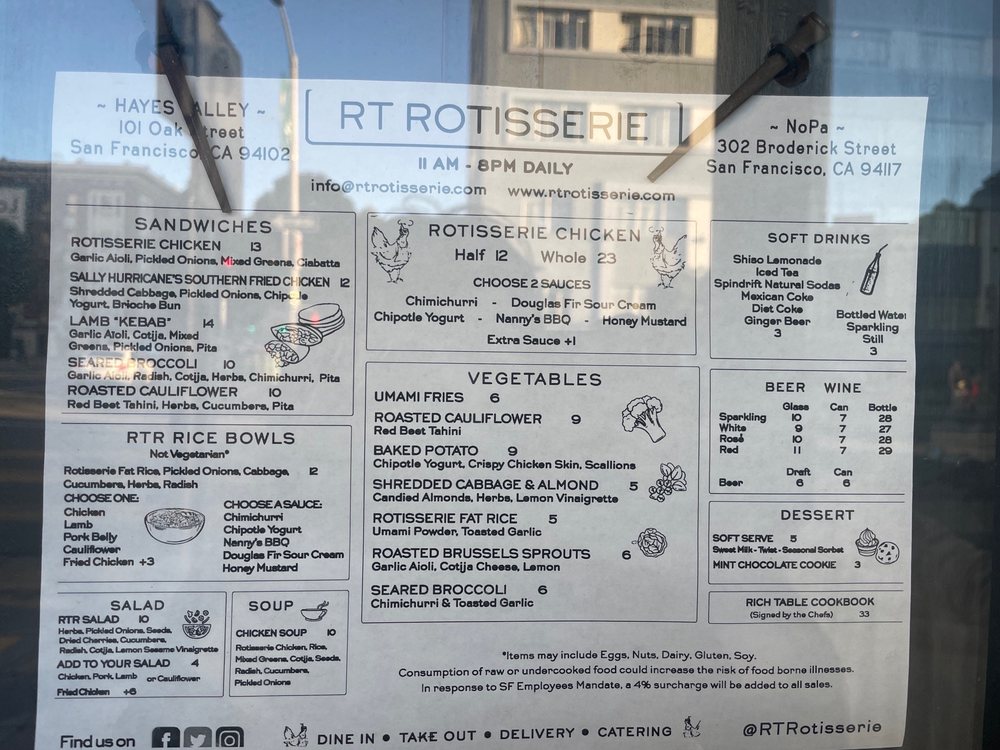 ~ HAYES VALLEY ~
101 Oak Street
San Francisco, CA 94102
RT ROTISSERIE
11 AM - 8PM DAILY
info@rtrotisserie.com www.rtrotisserie.com
~ NoPa ~
302 Broderick Street
San Francisco, CA 94117
SANDWICHES
ROTISSERIE CHICKEN 13
Garlic Aioli, Pickled Onions, Mixed Greens, Ciabatta
SALLY HURRICANE'S SOUTHERN FRIED CHICKEN 12
Shredded Cabbage, Pickled Onions, Chipotle
Yogurt, Brioche Bun
LAMB "KEBAB" 14
Garlic Aioli, Cotija, Mixed
Greens, Pickled Onions, Pita
SEARED BROCCOLI 10
Garlic Aioli, Radish, Cotija, Herbs, Chimichurri, Pita
ROASTED CAULIFLOWER 10
Red Beet Tahini, Herbs, Cucumbers, Pita
RTR RICE BOWLS
Not Vegetarian*
Rotisserie Fat Rice, Pickled Onions, Cabbage, 12
Cucumbers, Herbs, Radish
CHOOSE ONE:
Chicken
Lamb
Pork Belly
Cauliflower
Fried Chicken +3
CHOOSE A SAUCE:
Chimichurri
Chipotle Yogurt
Nanny's BBQ
Douglas Fir Sour Cream
Honey Mustard
SALAD
RTR SALAD 10
Herbs, Pickled Onions, Seeds,
Dried Cherries, Cucumbers,
Radish, Cotija, Lemon Sesame Vinaigrette
ADD TO YOUR SALAD 4
Chicken, Pork, Lamb or Cauliflower
Fried Chicken +6
SOUP
CHICKEN SOUP 10
Rotisserie Chicken, Rice,
Mixed Greens, Cotija, Seeds,
Radish, Cucumbers,
Pickled Onions
ROTISSERIE CHICKEN
Half 12 Whole 23
CHOOSE 2 SAUCES
Chimichurri - Douglas Fir Sour Cream
Chipotle Yogurt - Nanny's BBQ - Honey Mustard
Extra Sauce +1
VEGETABLES
UMAMI FRIES 6
ROASTED CAULIFLOWER 9
Red Beet Tahini
BAKED POTATO 9
Chipotle Yogurt, Crispy Chicken Skin, Scallions
SHREDDED CABBAGE & ALMOND 5
Candied Almonds, Herbs, Lemon Vinaigrette
ROTISSERIE FAT RICE 5
Umami Powder, Toasted Garlic
ROASTED BRUSSELS SPROUTS 6
Garlic Aioli, Cotija Cheese, Lemon
SEARED BROCCOLI 6
Chimichurri & Toasted Garlic
SOFT DRINKS
Shiso Lemonade
Iced Tea
Spindrift Natural Sodas
Mexican Coke
Diet Coke
Ginger Beer
3
Bottled Water
Sparkling
Still
3
BEER WINE
Glass Can Bottle
Sparkling 10 7 28
White 9 7 27
Rosé 10 7 28
Red 11 7 29
Draft Can
Beer 6 6
DESSERT
SOFT SERVE 5
Sweet Milk - Twist - Seasonal Sorbet
MINT CHOCOLATE COOKIE 3
RICH TABLE COOKBOOK
(Signed by the Chefs) 33
*Items may include Eggs, Nuts, Dairy, Gluten, Soy.
Consumption of raw or undercooked food could increase the risk of food borne illnesses.
In response to SF Employees Mandate, a 4% surcharge will be added to all sales.
Find us on
DINE IN • TAKE OUT • DELIVERY • CATERING
@RTRotisserie